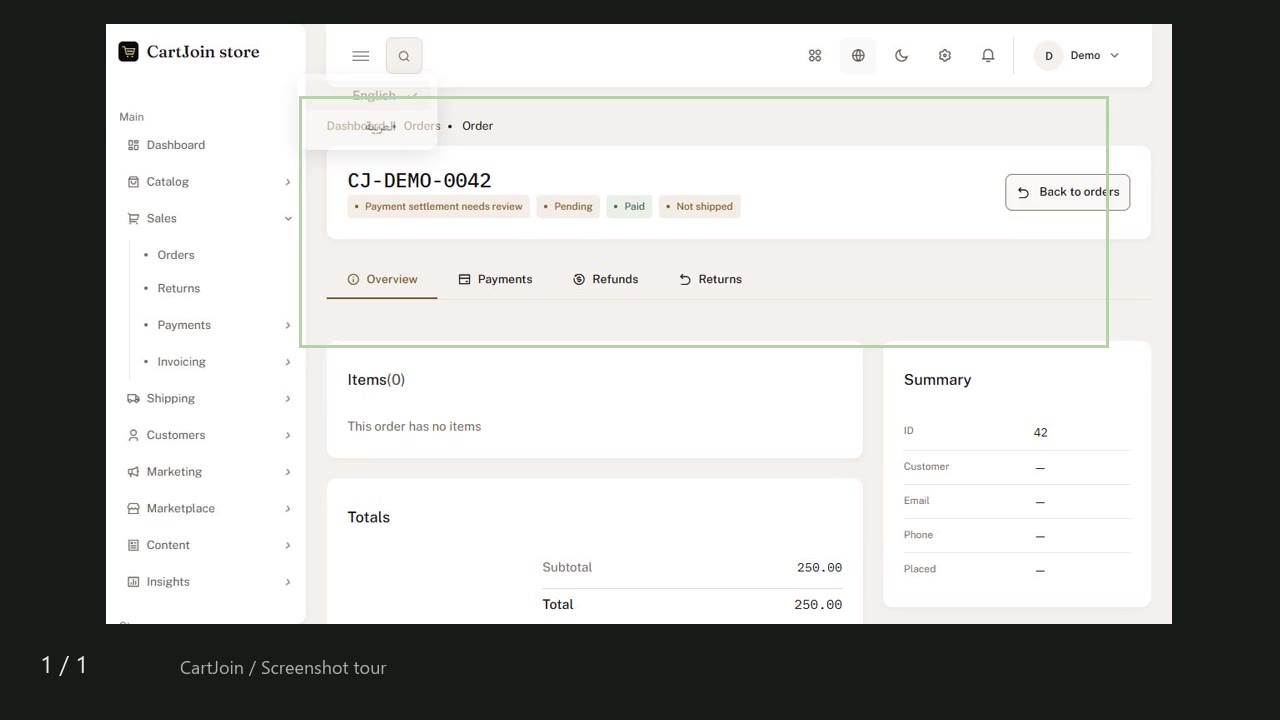 CartJoin store
D
Demo
English
العربية
Dashboard • Orders • Order
Main
Dashboard
Catalog
Sales
• Orders
• Returns
• Payments
• Invoicing
Shipping
Customers
Marketing
Marketplace
Content
Insights
CJ-DEMO-0042
• Payment settlement needs review
• Pending
• Paid
• Not shipped
Back to orders
Overview
Payments
Refunds
Returns
Items(0)
This order has no items
Totals
Subtotal 250.00
Total 250.00
Summary
ID 42
Customer —
Email —
Phone —
Placed —
1 / 1
CartJoin / Screenshot tour